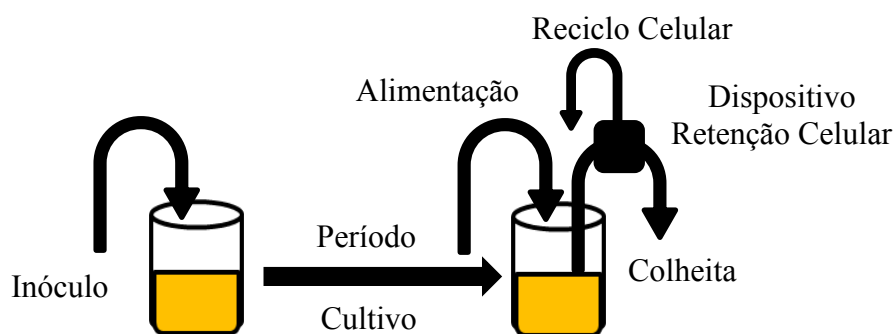 Reciclo Celular
Alimentação
Dispositivo
Retenção Celular
Período
Inóculo
Colheita
Cultivo